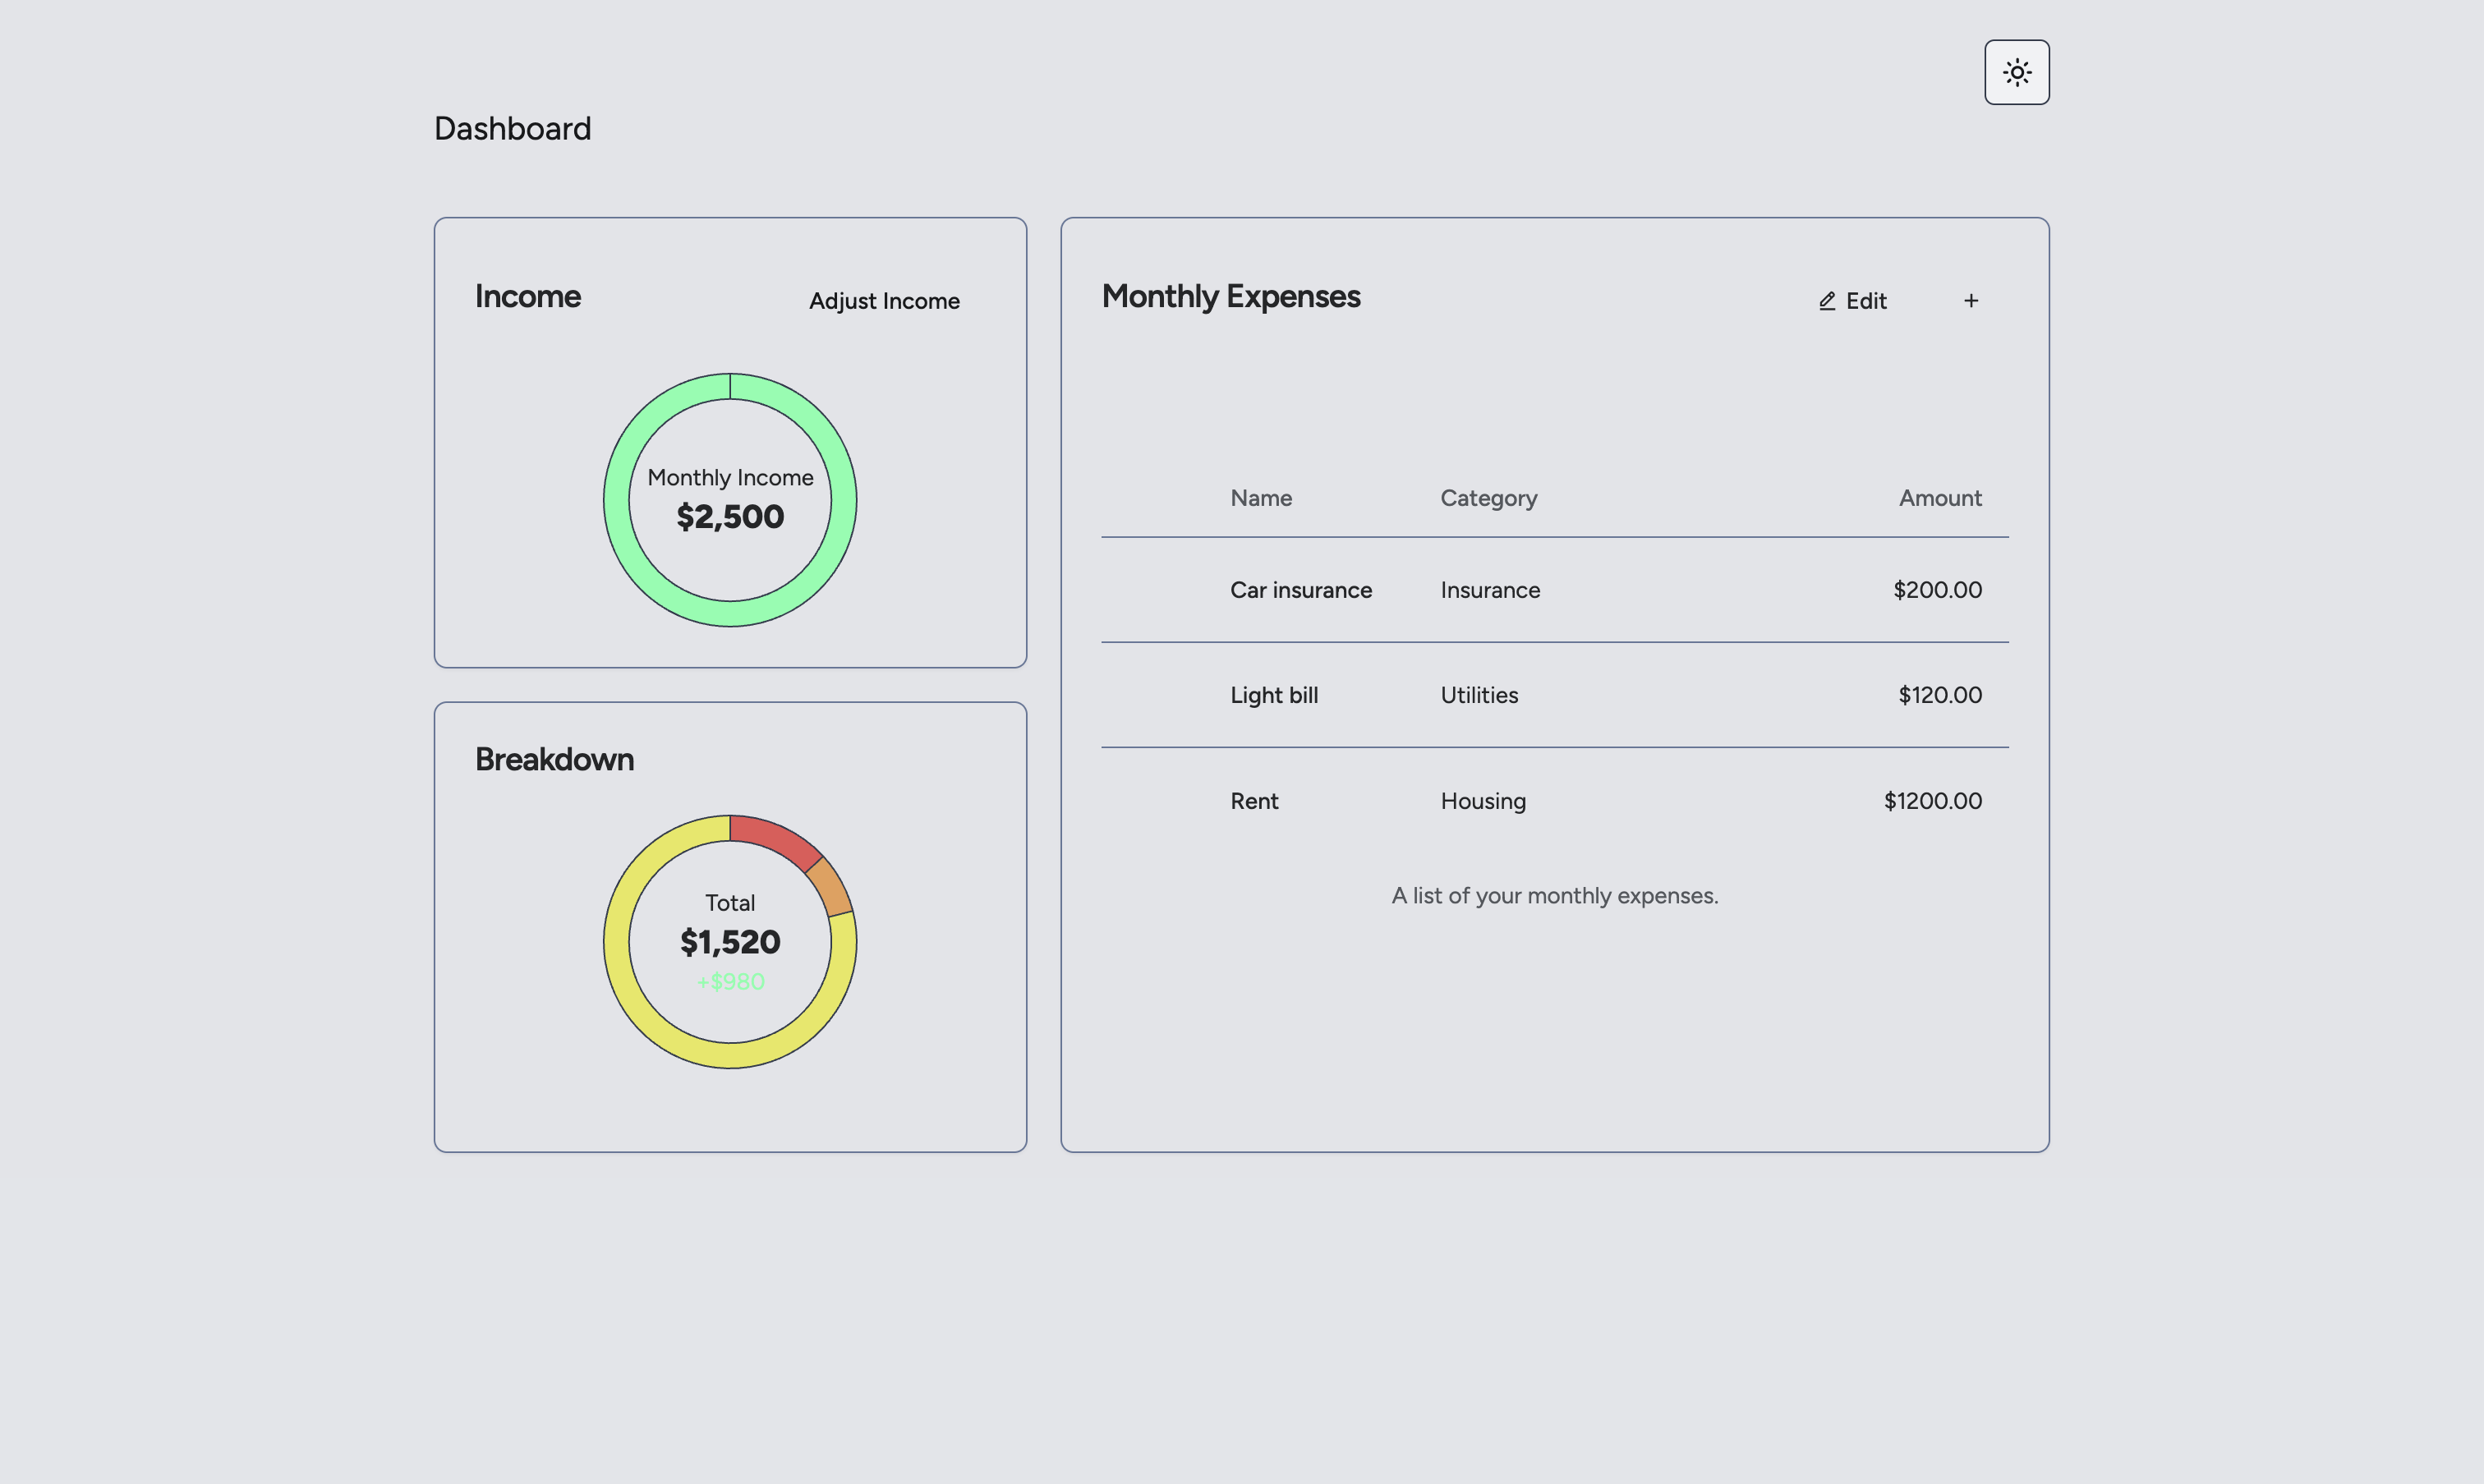 Dashboard
Income
Adjust Income
Monthly Income
$2,500
Breakdown
Total
$1,520
+$980
Monthly Expenses
Edit
+
Name Category Amount
Car insurance Insurance $200.00
Light bill Utilities $120.00
Rent Housing $1200.00
A list of your monthly expenses.